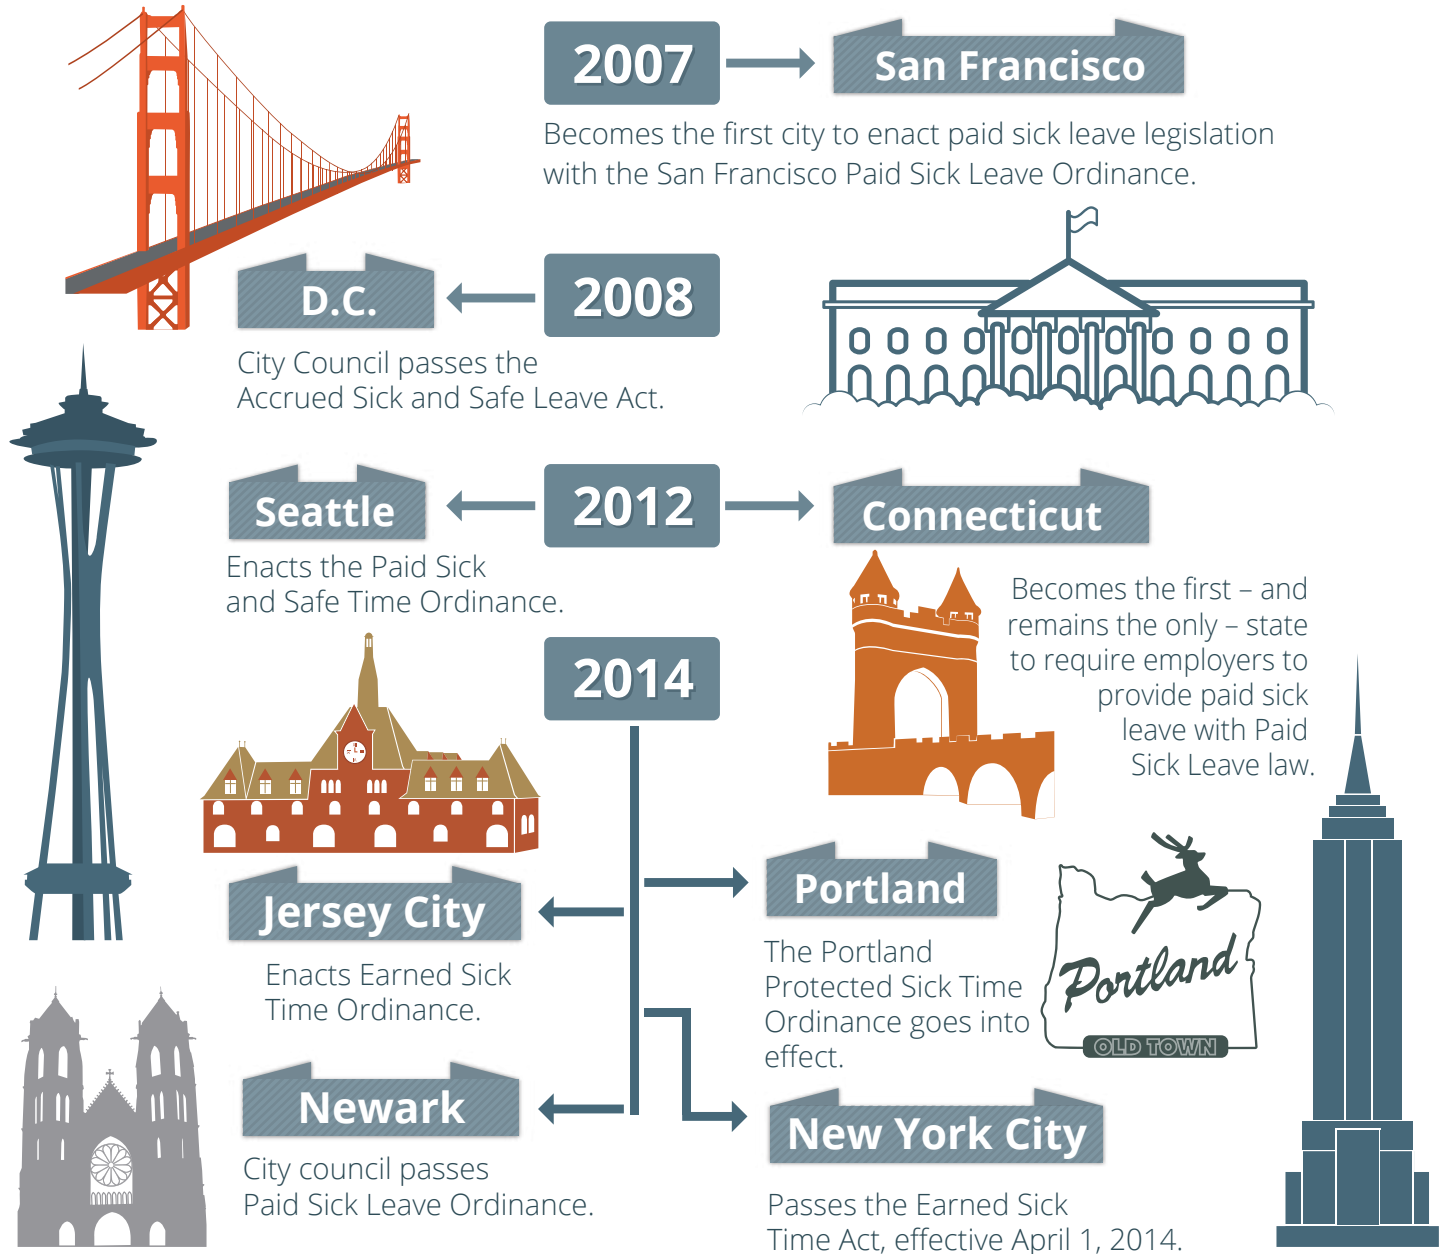 2007
San Francisco
Becomes the first city to enact paid sick leave legislation
with the San Francisco Paid Sick Leave Ordinance.
D.C.
2008
City Council passes the
Accrued Sick and Safe Leave Act.
Seattle
2012
Connecticut
Enacts the Paid Sick
and Safe Time Ordinance.
Becomes the first – and
remains the only – state
to require employers to
provide paid sick
leave with Paid
Sick Leave law.
2014
Jersey City
Enacts Earned Sick
Time Ordinance.
Portland
The Portland
Protected Sick Time
Ordinance goes into
effect.
Portland
OLD TOWN
Newark
City council passes
Paid Sick Leave Ordinance.
New York City
Passes the Earned Sick
Time Act, effective April 1, 2014.